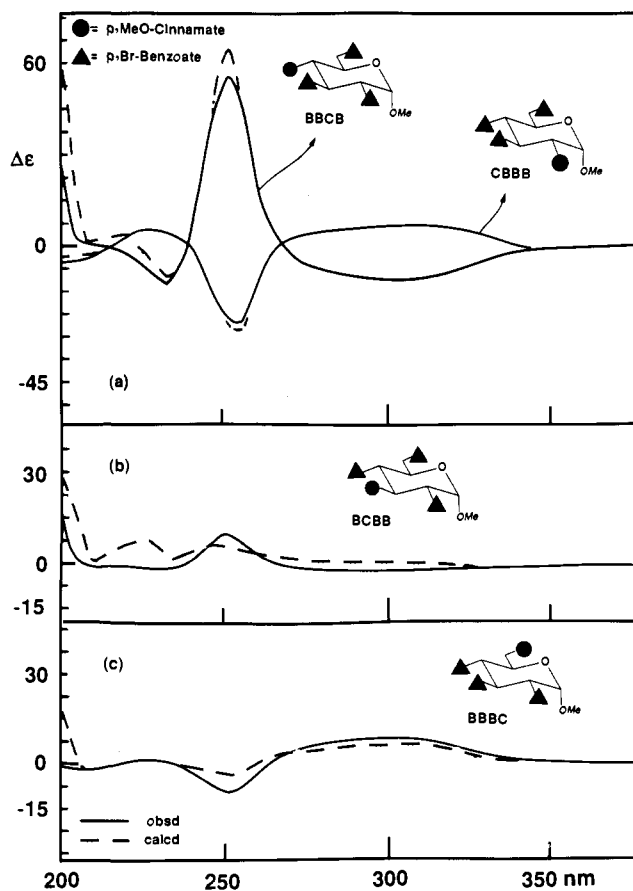 ●= p,MeO-Cinnamate
▲= p,Br-Benzoate
60
Δε
0
-45
(a)
BBCB
O
OMe
CBBB
O
OMe
30
(b)
0
-15
BCBB
O
OMe
30
(c)
0
-15
BBBC
O
OMe
obsd
calcd
200
250
300
350 nm